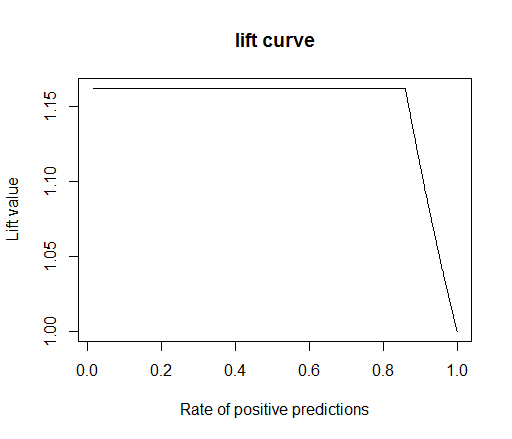 lift curve
Lift value
1.15
1.10
1.05
1.00
0.0 0.2 0.4 0.6 0.8 1.0
Rate of positive predictions